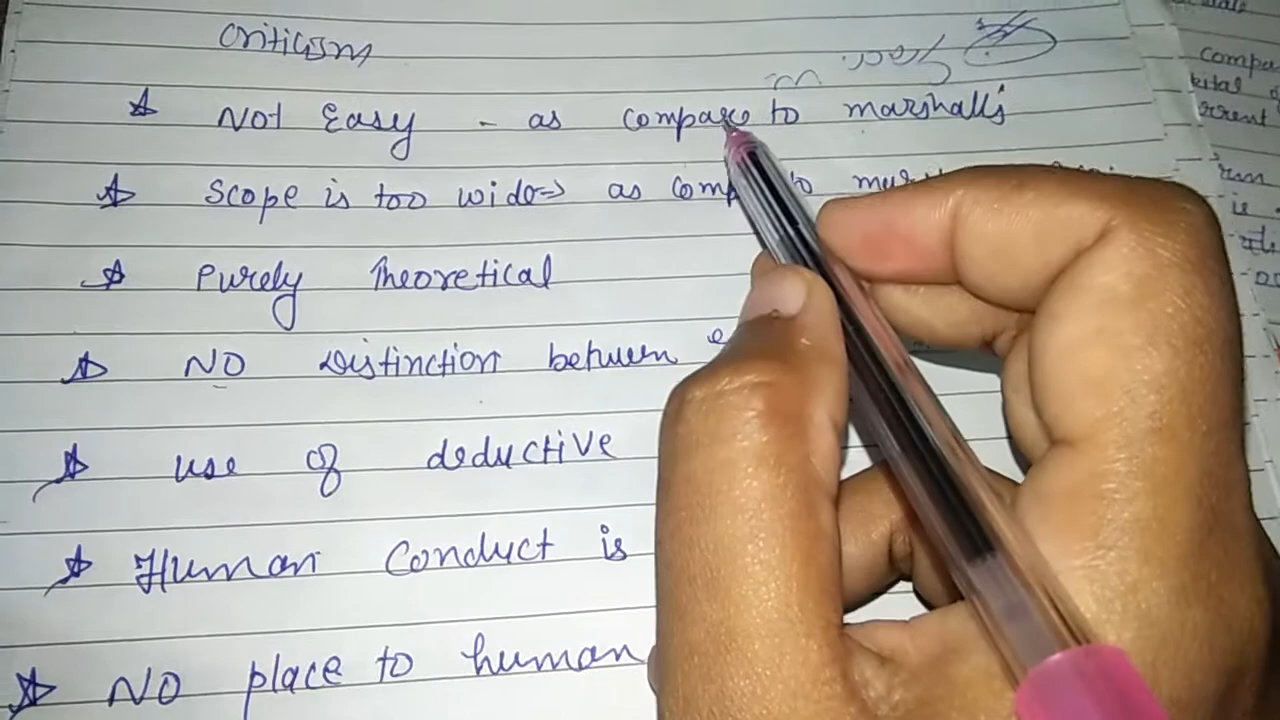 Criticism
Not Easy - as compare to marshall's
Scope is too wide => as comp to
Purely Theoretical
NO Distinction between
use of deductive
Human Conduct is
NO place to human